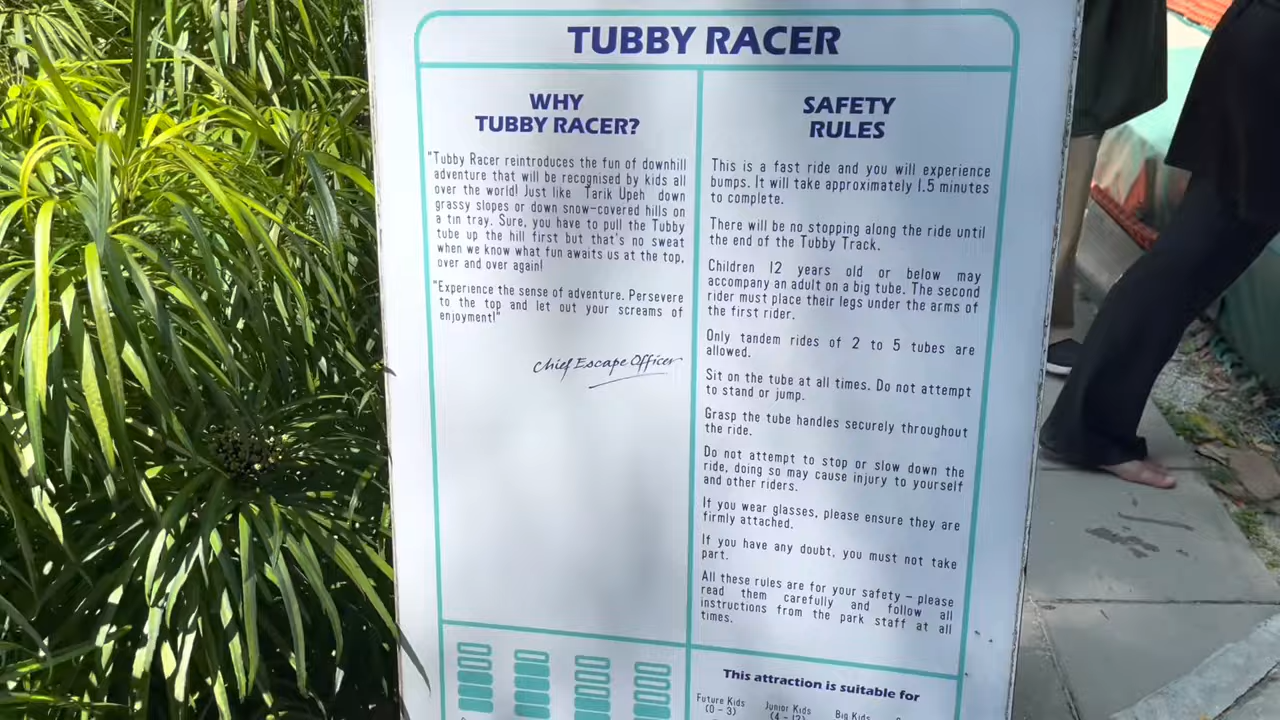 TUBBY RACER
WHY
TUBBY RACER?
"Tubby Racer reintroduces the fun of downhill
adventure that will be recognised by kids all
over the world! Just like Tarik Upeh down
grassy slopes or down snow-covered hills on
a tin tray. Sure, you have to pull the Tubby
tube up the hill first but that's no sweat
when we know what fun awaits us at the top,
over and over again!
"Experience the sense of adventure. Persevere
to the top and let out your screams of
enjoyment!"
Chief Escape Officer
SAFETY
RULES
This is a fast ride and you will experience
bumps. It will take approximately 1.5 minutes
to complete.
There will be no stopping along the ride until
the end of the Tubby Track.
Children 12 years old or below may
accompany an adult on a big tube. The second
rider must place their legs under the arms of
the first rider.
Only tandem rides of 2 to 5 tubes are
allowed.
Sit on the tube at all times. Do not attempt
to stand or jump.
Grasp the tube handles securely throughout
the ride.
Do not attempt to stop or slow down the
ride, doing so may cause injury to yourself
and other riders.
If you wear glasses, please ensure they are
firmly attached.
If you have any doubt, you must not take
part.
All these rules are for your safety – please
read them carefully and follow all
instructions from the park staff at all
times.
This attraction is suitable for
Future Kids Junior Kids Big Kids
(0 - 3) (4 - 12)